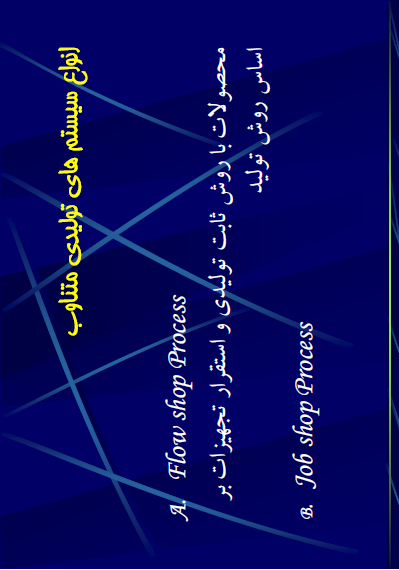 انواع سیستم های تولیدی متناوب
A. Flow shop Process
محصولات با روش ثابت تولیدی و استقرار تجهیزات بر
اساس روش تولید
B. Job shop Process